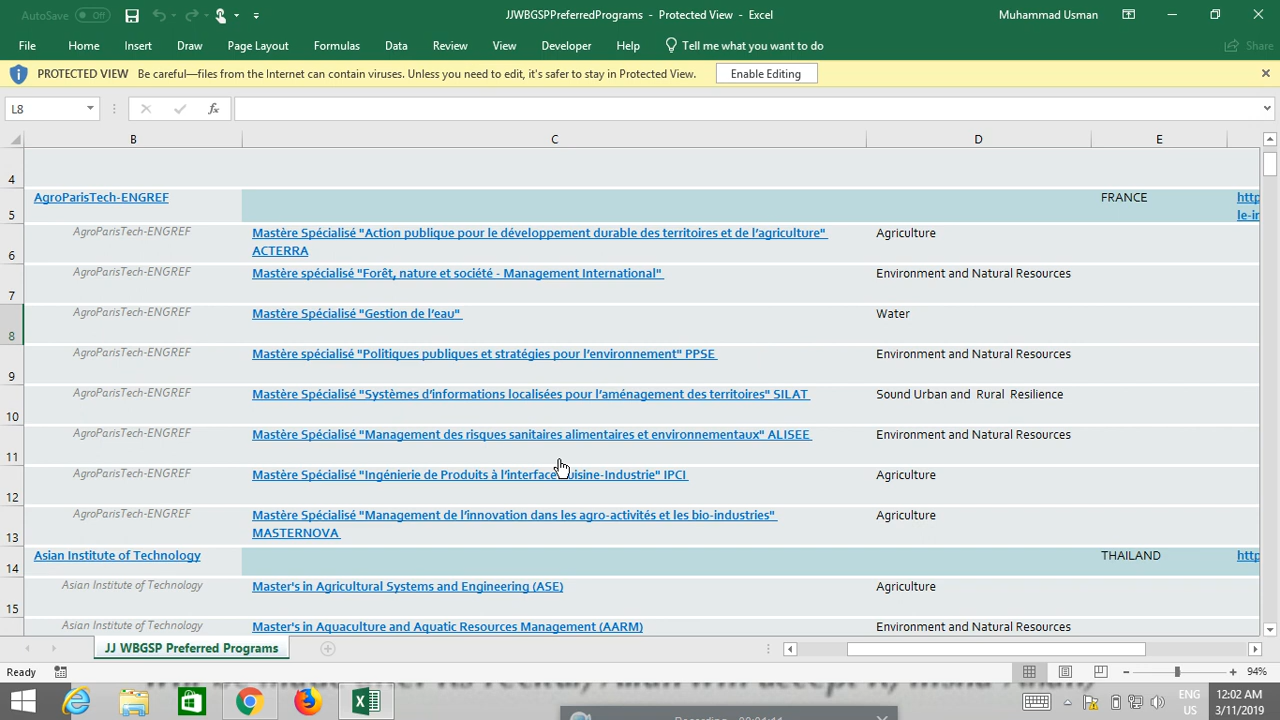 AutoSave Off
JJWBGSPPreferredPrograms - Protected View - Excel
Muhammad Usman
File Home Insert Draw Page Layout Formulas Data Review View Developer Help Tell me what you want to do Share
PROTECTED VIEW Be careful—files from the Internet can contain viruses. Unless you need to edit, it's safer to stay in Protected View. Enable Editing
L8 fx
B C D E
4
5 AgroParisTech-ENGREF FRANCE http
le-in
6 AgroParisTech-ENGREF Mastère Spécialisé "Action publique pour le développement durable des territoires et de l’agriculture" Agriculture
ACTERRA
7 AgroParisTech-ENGREF Mastère spécialisé "Forêt, nature et société - Management International" Environment and Natural Resources
8 AgroParisTech-ENGREF Mastère Spécialisé "Gestion de l’eau" Water
9 AgroParisTech-ENGREF Mastère spécialisé "Politiques publiques et stratégies pour l’environnement" PPSE Environment and Natural Resources
10 AgroParisTech-ENGREF Mastère Spécialisé "Systèmes d’informations localisées pour l’aménagement des territoires" SILAT Sound Urban and Rural Resilience
11 AgroParisTech-ENGREF Mastère Spécialisé "Management des risques sanitaires alimentaires et environnementaux" ALISEE Environment and Natural Resources
12 AgroParisTech-ENGREF Mastère Spécialisé "Ingénierie de Produits à l’interface uisine-Industrie" IPCI Agriculture
13 AgroParisTech-ENGREF Mastère Spécialisé "Management de l’innovation dans les agro-activités et les bio-industries" Agriculture
MASTERNOVA
14 Asian Institute of Technology THAILAND http
15 Asian Institute of Technology Master's in Agricultural Systems and Engineering (ASE) Agriculture
Asian Institute of Technology Master's in Aquaculture and Aquatic Resources Management (AARM) Environment and Natural Resources
JJ WBGSP Preferred Programs
Ready 94%
ENG 12:02 AM
US 3/11/2019